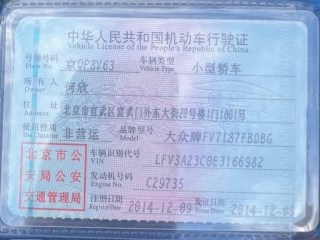 中华人民共和国机动车行驶证
Vehicle License of the People's Republic of China
号牌号码 Plate No. 京QP8V63 车辆类型 Vehicle Type 小型轿车
所有人 Owner 何欣
住址 Address 北京市宣武区宣武门外东大街20号楼1门1001号
使用性质 Use Character 非营运 品牌型号 Model 大众牌FV7187FBDBG
北京市公安局公安交通管理局
车辆识别代号 VIN LFV3A23C0E3166982
发动机号码 Engine No. C29735
注册日期 Register Date 2014-12-09 发证日期 Issue Date 2014-12-09